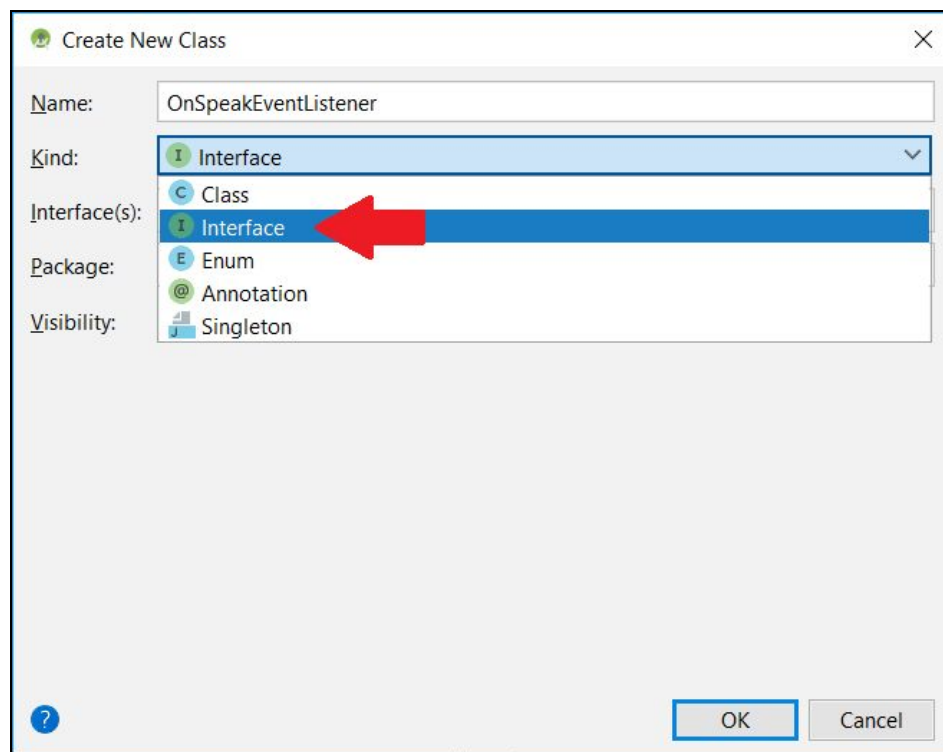 Create New Class
Name: OnSpeakEventListener
Kind: I Interface
C Class
Interface(s): I Interface
E Enum
Package:
@ Annotation
Visibility: J Singleton
? OK Cancel